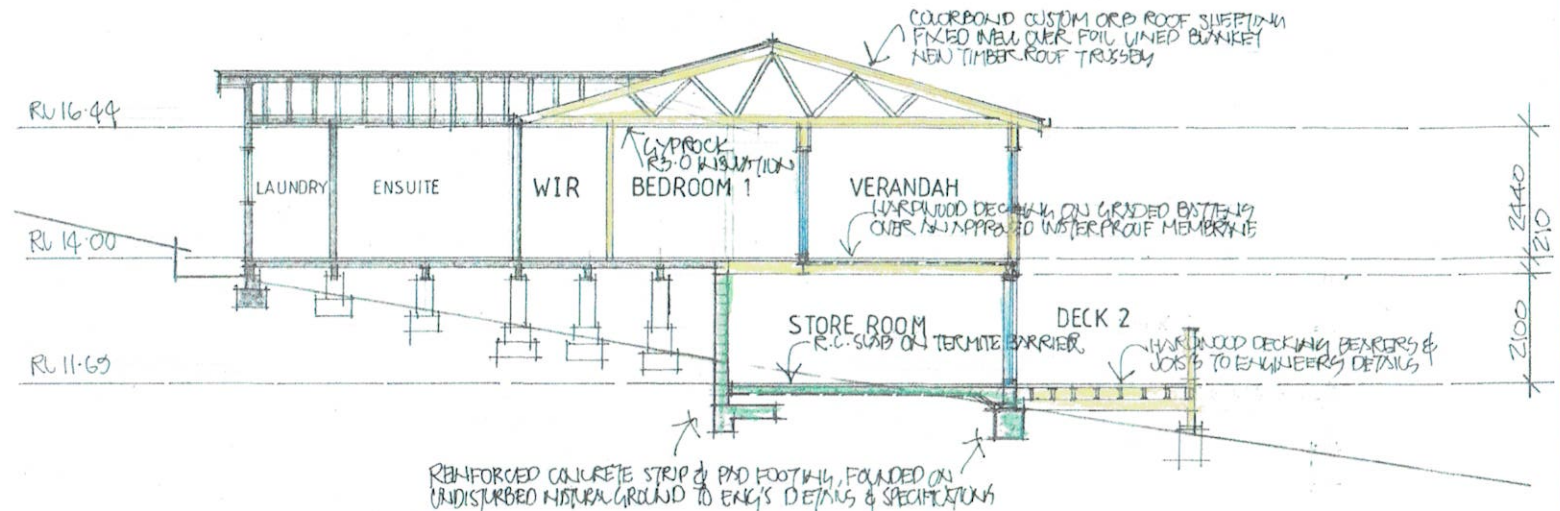 COLORBOND CUSTOM ORB ROOF SHEETING
FIXED NEW OVER FOIL LINED BLANKET
NEW TIMBER ROOF TRUSSES
RL 16.44
GYPROCK
R3.0 INSULATION
LAUNDRY
ENSUITE
WIR
BEDROOM 1
VERANDAH
HARDWOOD DECKING ON GRADED BATTENS
OVER AN APPROVED WATERPROOF MEMBRANE
2440
210
RL 14.00
STORE ROOM
R.C. SLAB ON TERMITE BARRIER
DECK 2
HARDWOOD DECKING BEARERS &
JOISTS TO ENGINEERS DETAILS
2100
RL 11.69
REINFORCED CONCRETE STRIP & PAD FOOTING, FOUNDED ON
UNDISTURBED NATURAL GROUND TO ENG'S DETAILS & SPECIFICATIONS